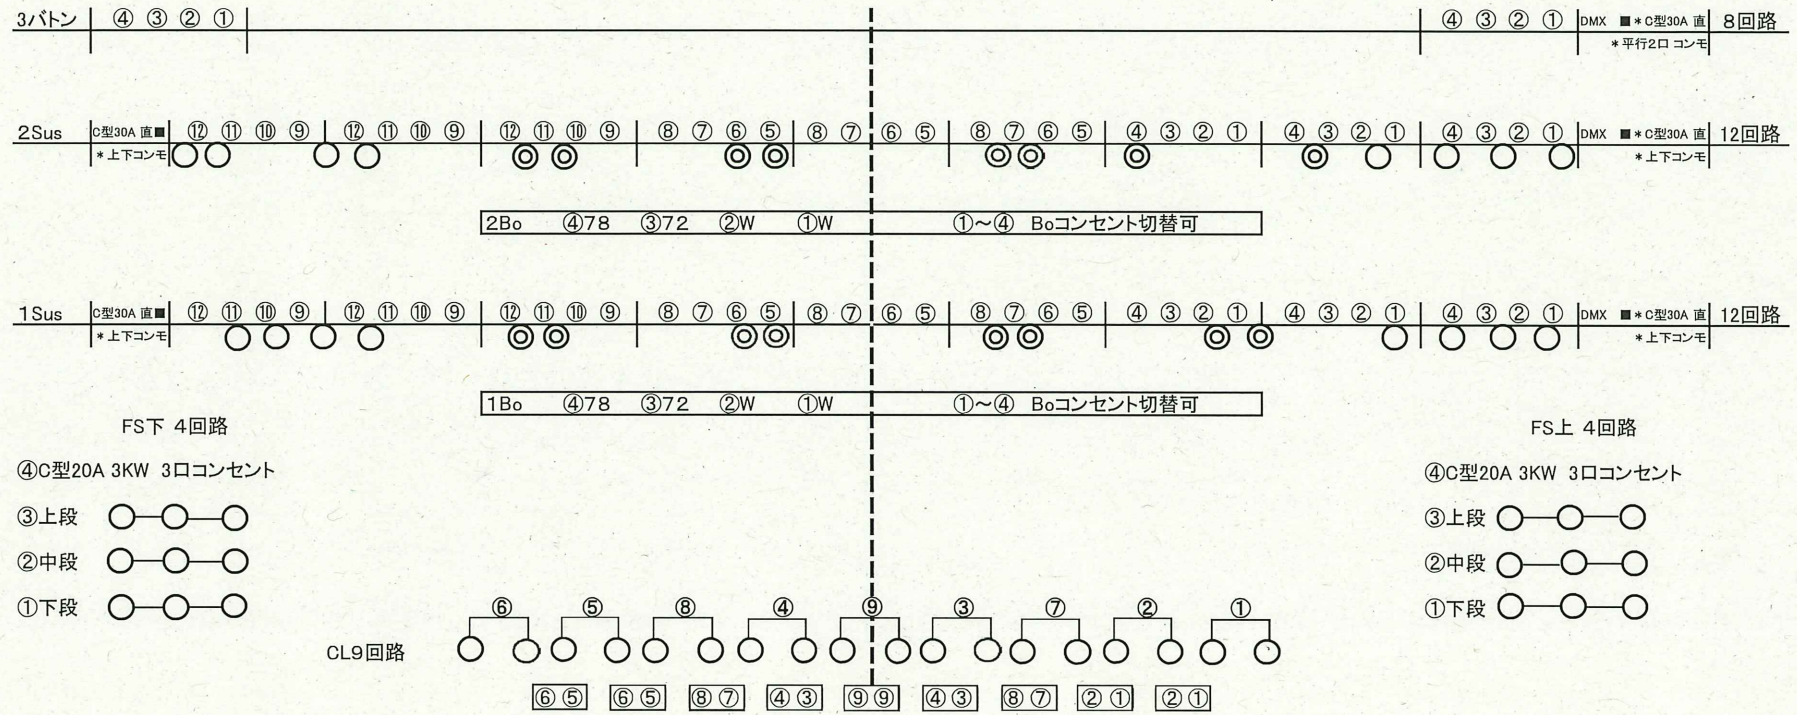 3バトン ④ ③ ② ① ④ ③ ② ① DMX ■ * C型30A 直 8回路
* 平行2口 コンモ
2Sus C型30A 直■ ⑫ ⑪ ⑩ ⑨ ⑫ ⑪ ⑩ ⑨ ⑫ ⑪ ⑩ ⑨ ⑧ ⑦ ⑥ ⑤ ⑧ ⑦ ⑥ ⑤ ⑧ ⑦ ⑥ ⑤ ④ ③ ② ① ④ ③ ② ① ④ ③ ② ① DMX ■ * C型30A 直 12回路
* 上下コンモ * 上下コンモ
2Bo ④78 ③72 ②W ①W ①～④ Boコンセント切替可
1Sus C型30A 直■ ⑫ ⑪ ⑩ ⑨ ⑫ ⑪ ⑩ ⑨ ⑫ ⑪ ⑩ ⑨ ⑧ ⑦ ⑥ ⑤ ⑧ ⑦ ⑥ ⑤ ⑧ ⑦ ⑥ ⑤ ④ ③ ② ① ④ ③ ② ① ④ ③ ② ① DMX ■ * C型30A 直 12回路
* 上下コンモ * 上下コンモ
1Bo ④78 ③72 ②W ①W ①～④ Boコンセント切替可
FS下 4回路
④C型20A 3KW 3口コンセント
③上段
②中段
①下段
FS上 4回路
④C型20A 3KW 3口コンセント
③上段
②中段
①下段
⑥ ⑤ ⑧ ④ ⑨ ③ ⑦ ② ①
CL9回路
⑥⑤ ⑥⑤ ⑧⑦ ④③ ⑨⑨ ④③ ⑧⑦ ②① ②①